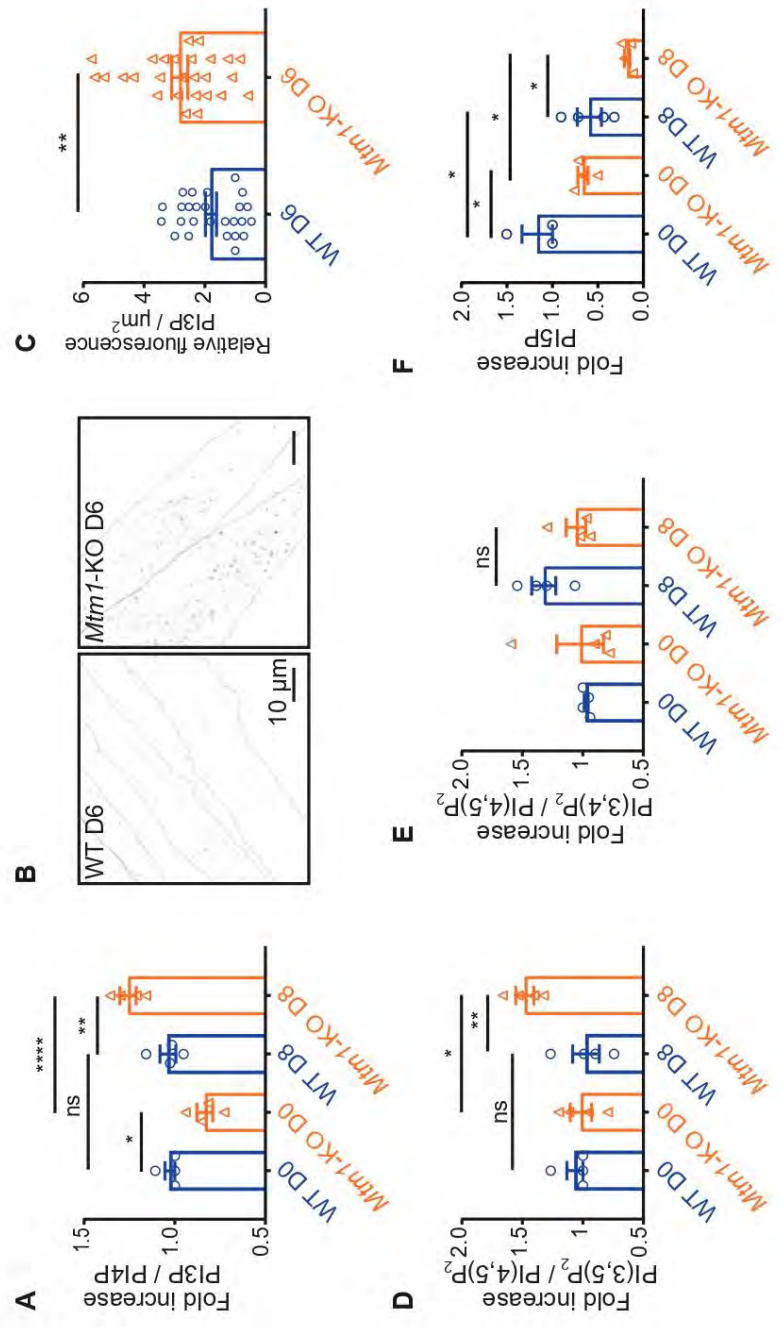 A
Fold increase
PI3P / PI4P
1.5
1.0
0.5
****
ns
**
*
WT D0
Mtm1-KO D0
WT D8
Mtm1-KO D8
B
WT D6
10 µm
Mtm1-KO D6
C
Relative fluorescence
PI3P / µm²
6
4
2
0
**
WT D6
Mtm1-KO D6
D
Fold increase
PI(3,5)P₂ / PI(4,5)P₂
2.0
1.5
1
0.5
*
**
ns
WT D0
Mtm1-KO D0
WT D8
Mtm1-KO D8
E
Fold increase
PI(3,4)P₂ / PI(4,5)P₂
2.0
1.5
1
0.5
ns
WT D0
Mtm1-KO D0
WT D8
Mtm1-KO D8
F
Fold increase
PI5P
2.0
1.5
1.0
0.5
0.0
*
*
*
*
WT D0
Mtm1-KO D0
WT D8
Mtm1-KO D8